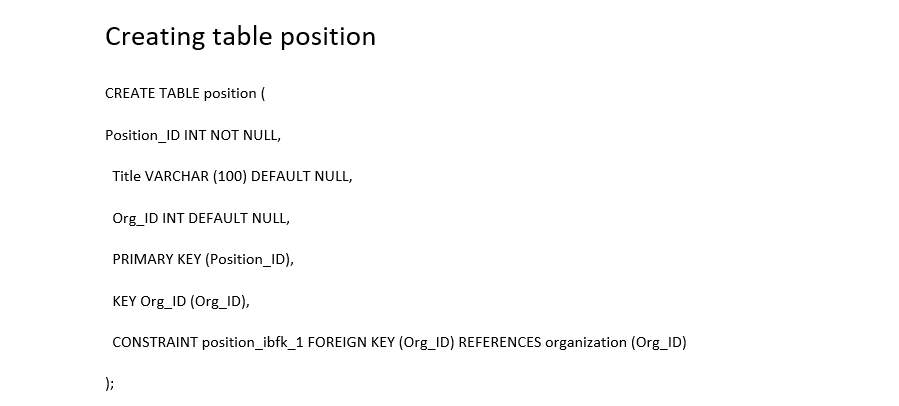 Creating table position
CREATE TABLE position (
Position_ID INT NOT NULL,
Title VARCHAR (100) DEFAULT NULL,
Org_ID INT DEFAULT NULL,
PRIMARY KEY (Position_ID),
KEY Org_ID (Org_ID),
CONSTRAINT position_ibfk_1 FOREIGN KEY (Org_ID) REFERENCES organization (Org_ID)
);